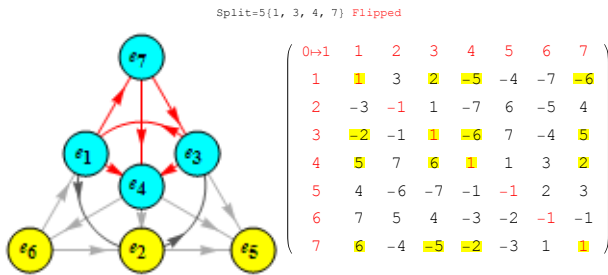 Split=5{1, 3, 4, 7} Flipped
e7
e1
e3
e4
e6
e2
e5
0↦1 1 2 3 4 5 6 7
1 1 3 2 -5 -4 -7 -6
2 -3 -1 1 -7 6 -5 4
3 -2 -1 1 -6 7 -4 5
4 5 7 6 1 1 3 2
5 4 -6 -7 -1 -1 2 3
6 7 5 4 -3 -2 -1 -1
7 6 -4 -5 -2 -3 1 1